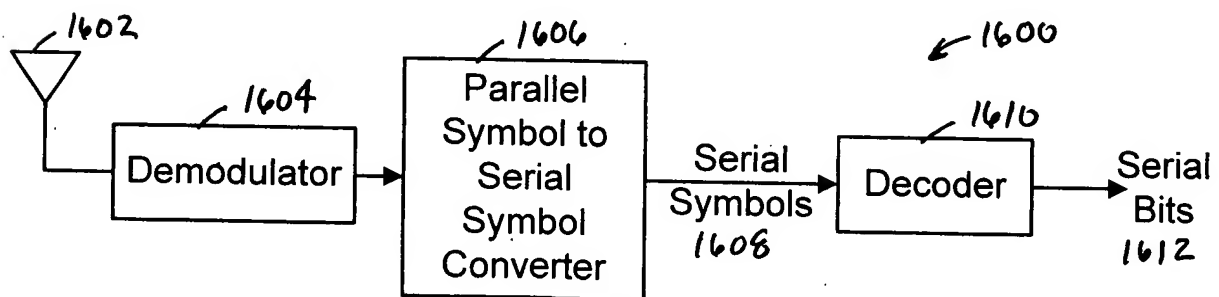 1602
1606
1600
1604
1610
Parallel
Symbol to
Serial
Symbol
Converter
Demodulator
Serial
Symbols
1608
Decoder
Serial
Bits
1612